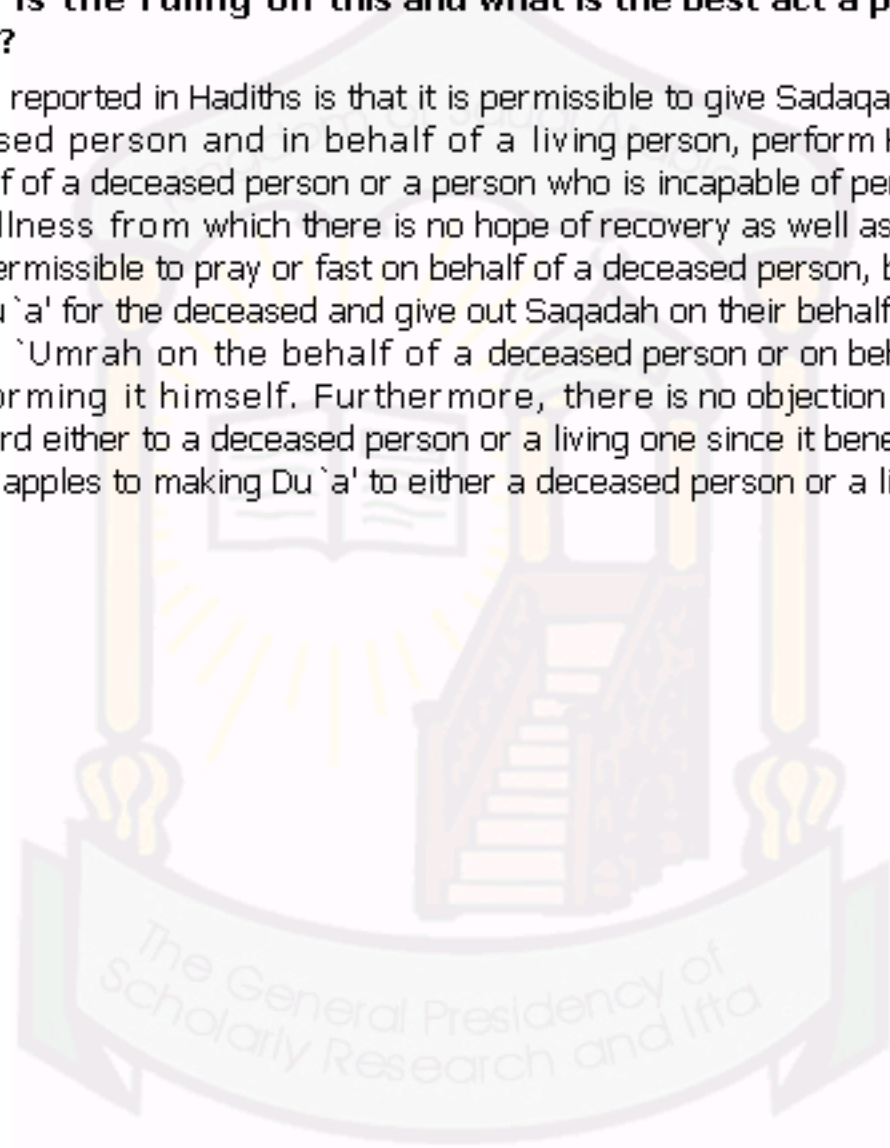 is the ruling on this and what is the best act a p
?
reported in Hadiths is that it is permissible to give Sadaqa
sed person and in behalf of a living person, perform
f of a deceased person or a person who is incapable of pe
llness from which there is no hope of recovery as well as
ermissible to pray or fast on behalf of a deceased person, b
u`a' for the deceased and give out Saqadah on their behalf
`Umrah on the behalf of a deceased person or on beh
orming it himself. Furthermore, there is no objection
rd either to a deceased person or a living one since it bene
apples to making Du`a' to either a deceased person or a li
Kingdom of Saudi Arabia
The General Presidency of
Scholarly Research and Ifta